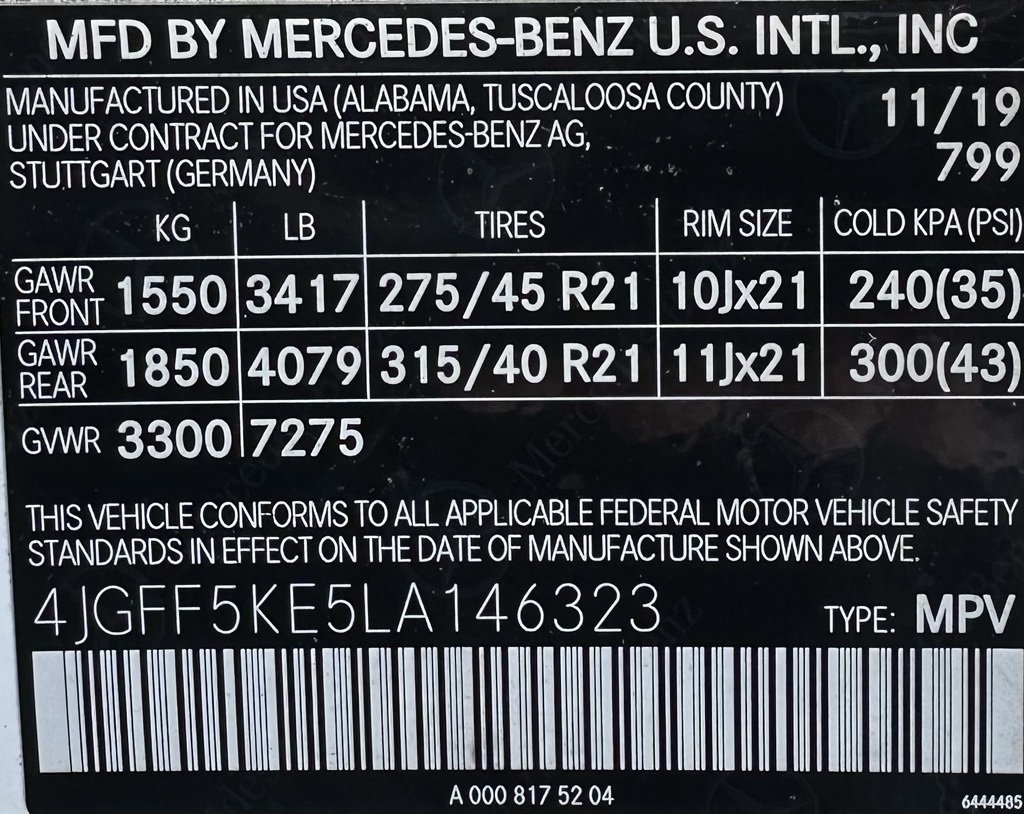 MFD BY MERCEDES-BENZ U.S. INTL., INC
MANUFACTURED IN USA (ALABAMA, TUSCALOOSA COUNTY) 11/19
UNDER CONTRACT FOR MERCEDES-BENZ AG,
STUTTGART (GERMANY) 799
KG LB TIRES RIM SIZE COLD KPA (PSI)
GAWR FRONT 1550 3417 275/45 R21 10Jx21 240(35)
GAWR REAR 1850 4079 315/40 R21 11Jx21 300(43)
GVWR 3300 7275
THIS VEHICLE CONFORMS TO ALL APPLICABLE FEDERAL MOTOR VEHICLE SAFETY
STANDARDS IN EFFECT ON THE DATE OF MANUFACTURE SHOWN ABOVE.
4JGFF5KE5LA146323 TYPE: MPV
A 000 817 52 04 6444485